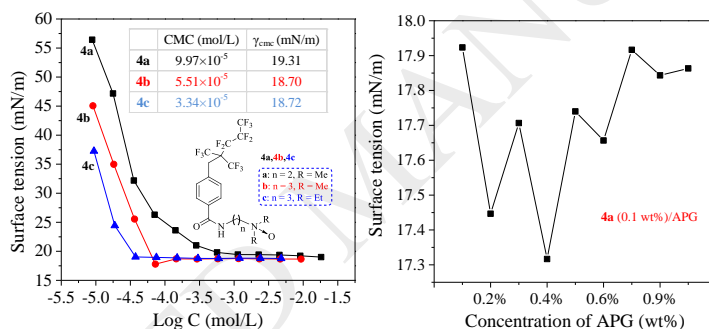 Surface tension (mN/m)
60
55
50
45
40
35
30
25
20
15
-5.5 -5.0 -4.5 -4.0 -3.5 -3.0 -2.5 -2.0 -1.5
Log C (mol/L)
4a
4b
4c
CMC (mol/L) γcmc (mN/m)
4a 9.97×10⁻⁵ 19.31
4b 5.51×10⁻⁵ 18.70
4c 3.34×10⁻⁵ 18.72
CF3
CF2
F2C
CF2
F3C
CF3
F3C
CF3
O
N
H
n
R
N
R
O
4a,4b,4c
a: n = 2, R = Me
b: n = 3, R = Me
c: n = 3, R = Et
Surface tension (mN/m)
18.0
17.9
17.8
17.7
17.6
17.5
17.4
17.3
0.2% 0.4% 0.6% 0.9%
Concentration of APG (wt%)
4a (0.1 wt%)/APG